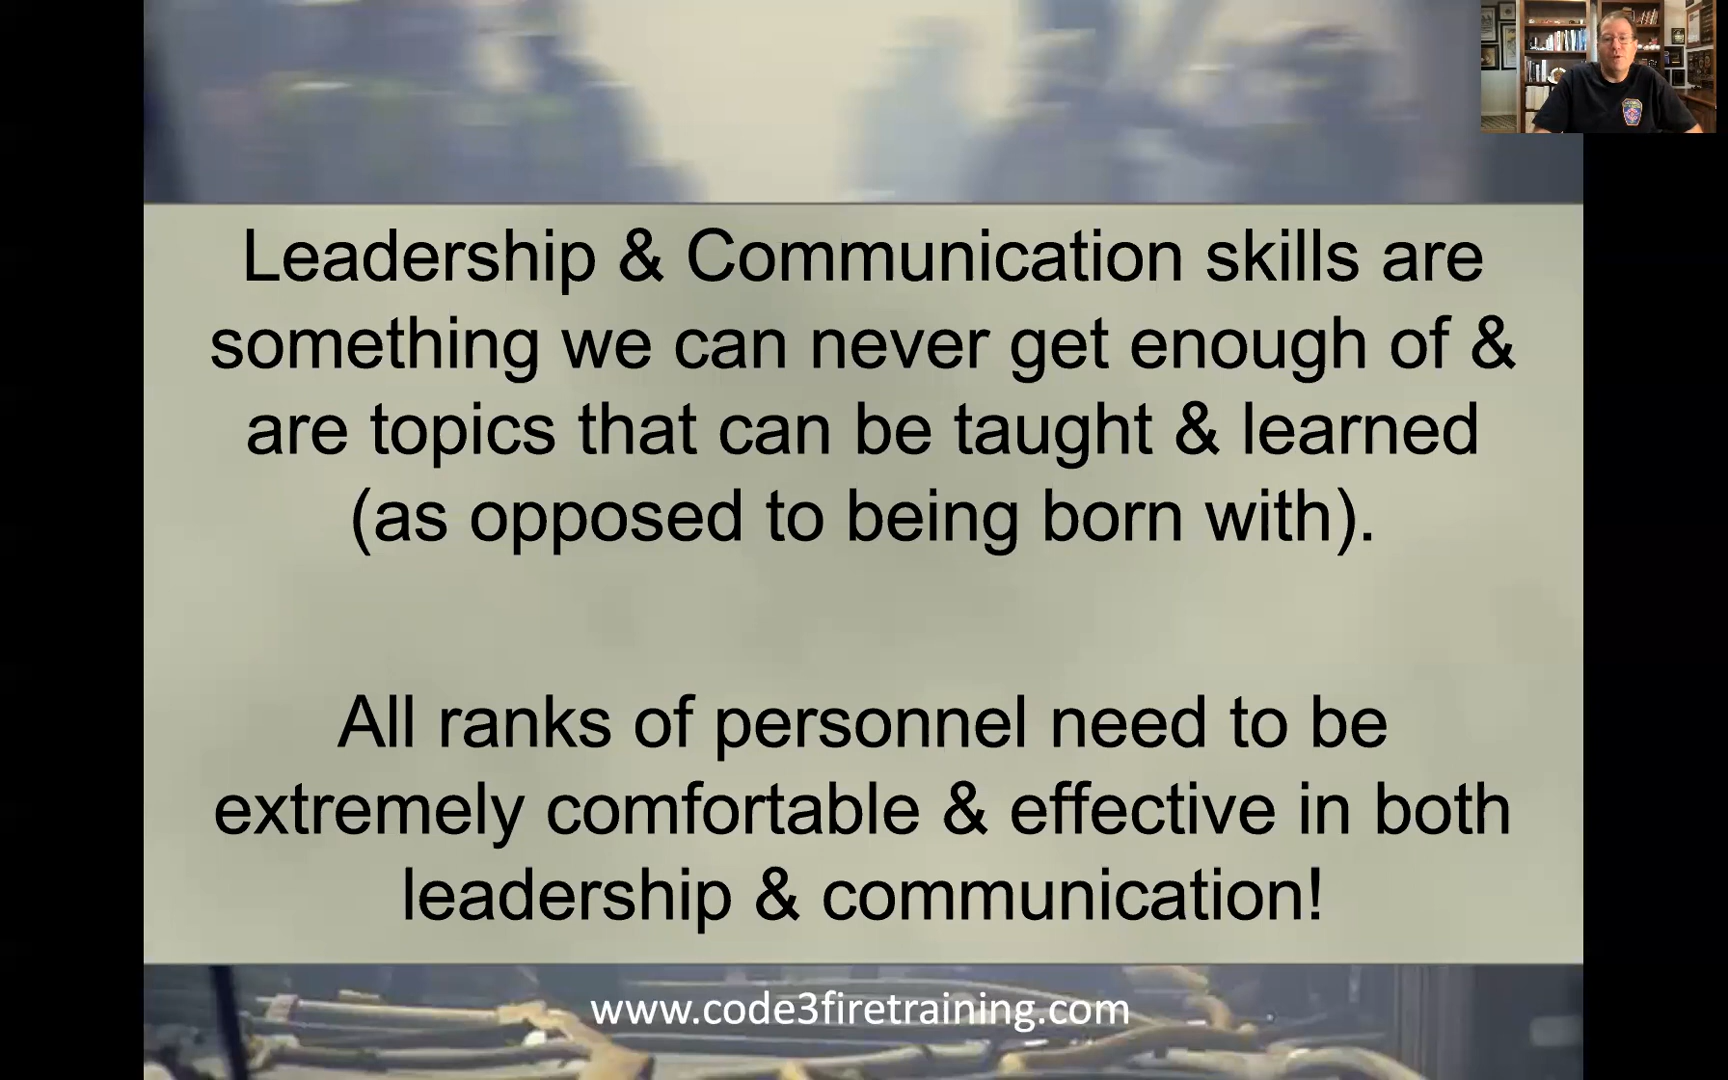 Leadership & Communication skills are
something we can never get enough of &
are topics that can be taught & learned
(as opposed to being born with).
All ranks of personnel need to be
extremely comfortable & effective in both
leadership & communication!
www.code3firetraining.com